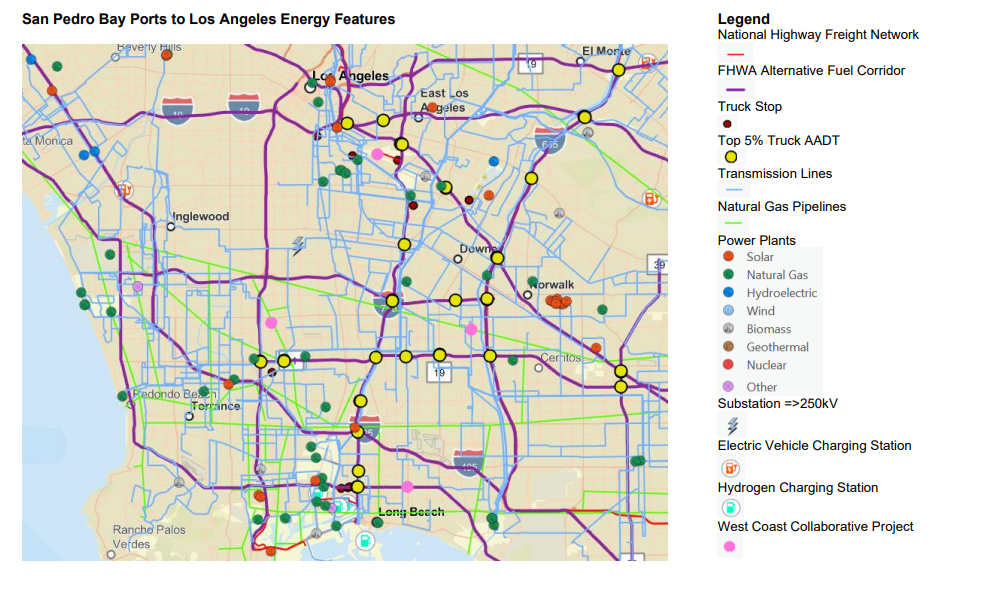 San Pedro Bay Ports to Los Angeles Energy Features
Beverly Hills
El Monte
19
Los Angeles
East Los
Angeles
10
10
605
ta Monica
Inglewood
Downey
39
Norwalk
Cerritos
19
Redondo Beach
Torrance
405
Long Beach
Rancho Palos
Verdes
Legend
National Highway Freight Network
FHWA Alternative Fuel Corridor
Truck Stop
Top 5% Truck AADT
Transmission Lines
Natural Gas Pipelines
Power Plants
Solar
Natural Gas
Hydroelectric
Wind
Biomass
Geothermal
Nuclear
Other
Substation =>250kV
Electric Vehicle Charging Station
Hydrogen Charging Station
West Coast Collaborative Project